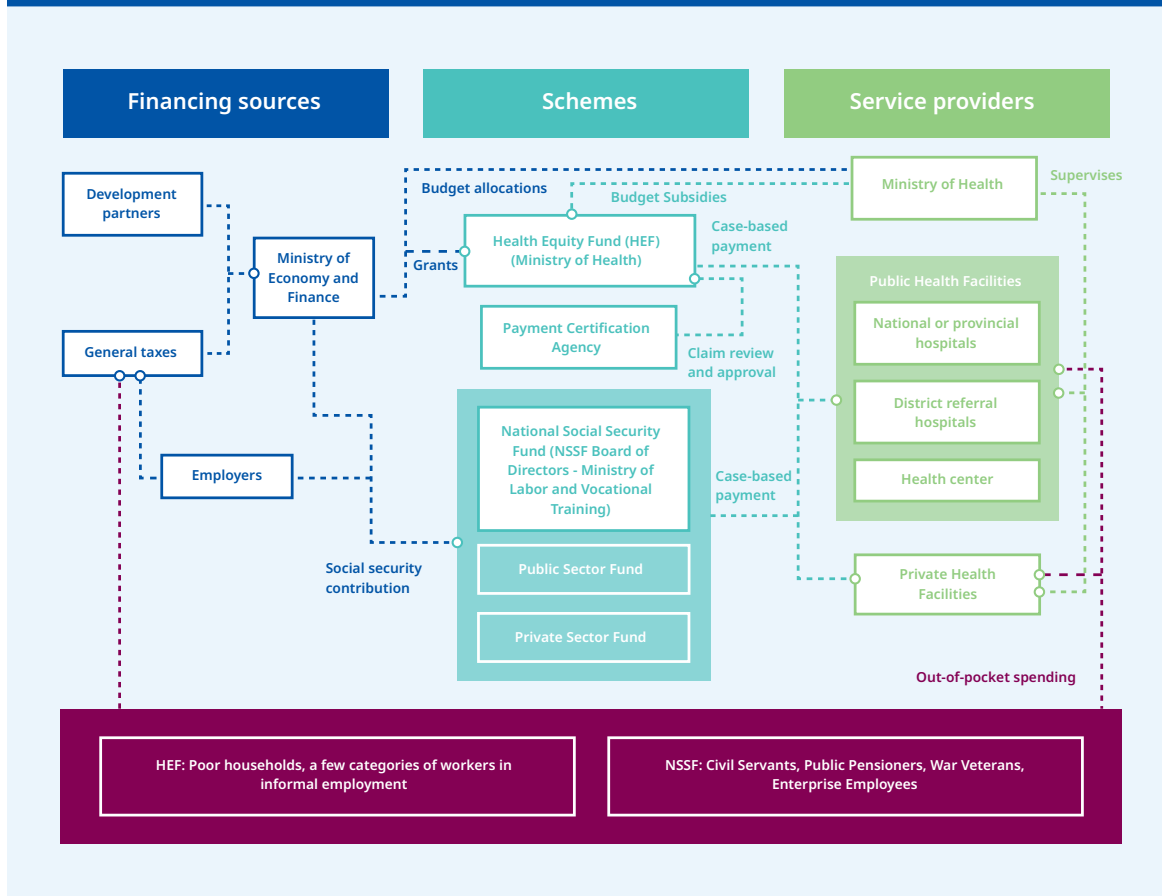 Financing sources
Schemes
Service providers
Development
partners
Ministry of
Economy and
Finance
General taxes
Employers
Social security
contribution
Budget allocations
Grants
Budget Subsidies
Health Equity Fund (HEF)
(Ministry of Health)
Case-based
payment
Payment Certification
Agency
Claim review
and approval
National Social Security
Fund (NSSF Board of
Directors - Ministry of
Labor and Vocational
Training)
Public Sector Fund
Private Sector Fund
Case-based
payment
Ministry of Health
Supervises
Public Health Facilities
National or provincial
hospitals
District referral
hospitals
Health center
Private Health
Facilities
Out-of-pocket spending
HEF: Poor households, a few categories of workers in
informal employment
NSSF: Civil Servants, Public Pensioners, War Veterans,
Enterprise Employees